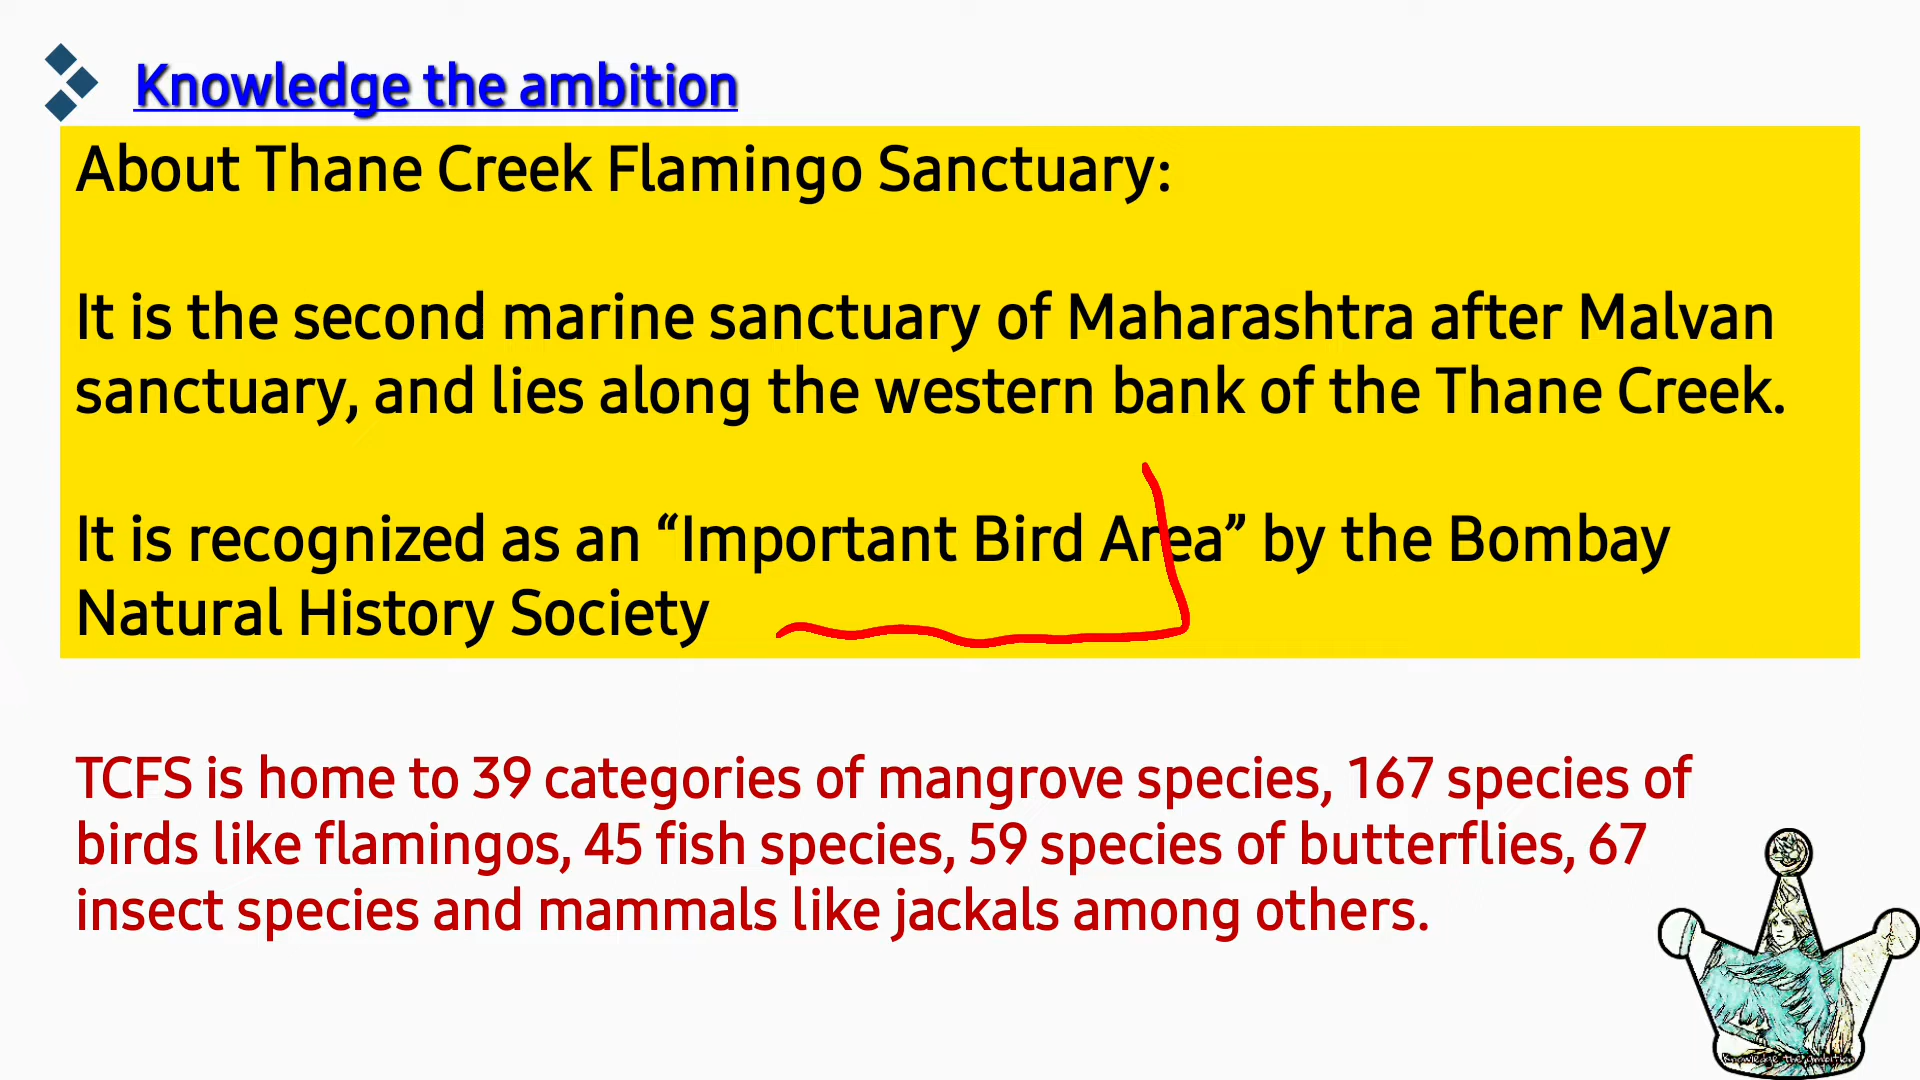 Knowledge the ambition
About Thane Creek Flamingo Sanctuary:
It is the second marine sanctuary of Maharashtra after Malvan
sanctuary, and lies along the western bank of the Thane Creek.
It is recognized as an “Important Bird Area” by the Bombay
Natural History Society
TCFS is home to 39 categories of mangrove species, 167 species of
birds like flamingos, 45 fish species, 59 species of butterflies, 67
insect species and mammals like jackals among others.
Knowledge the ambition